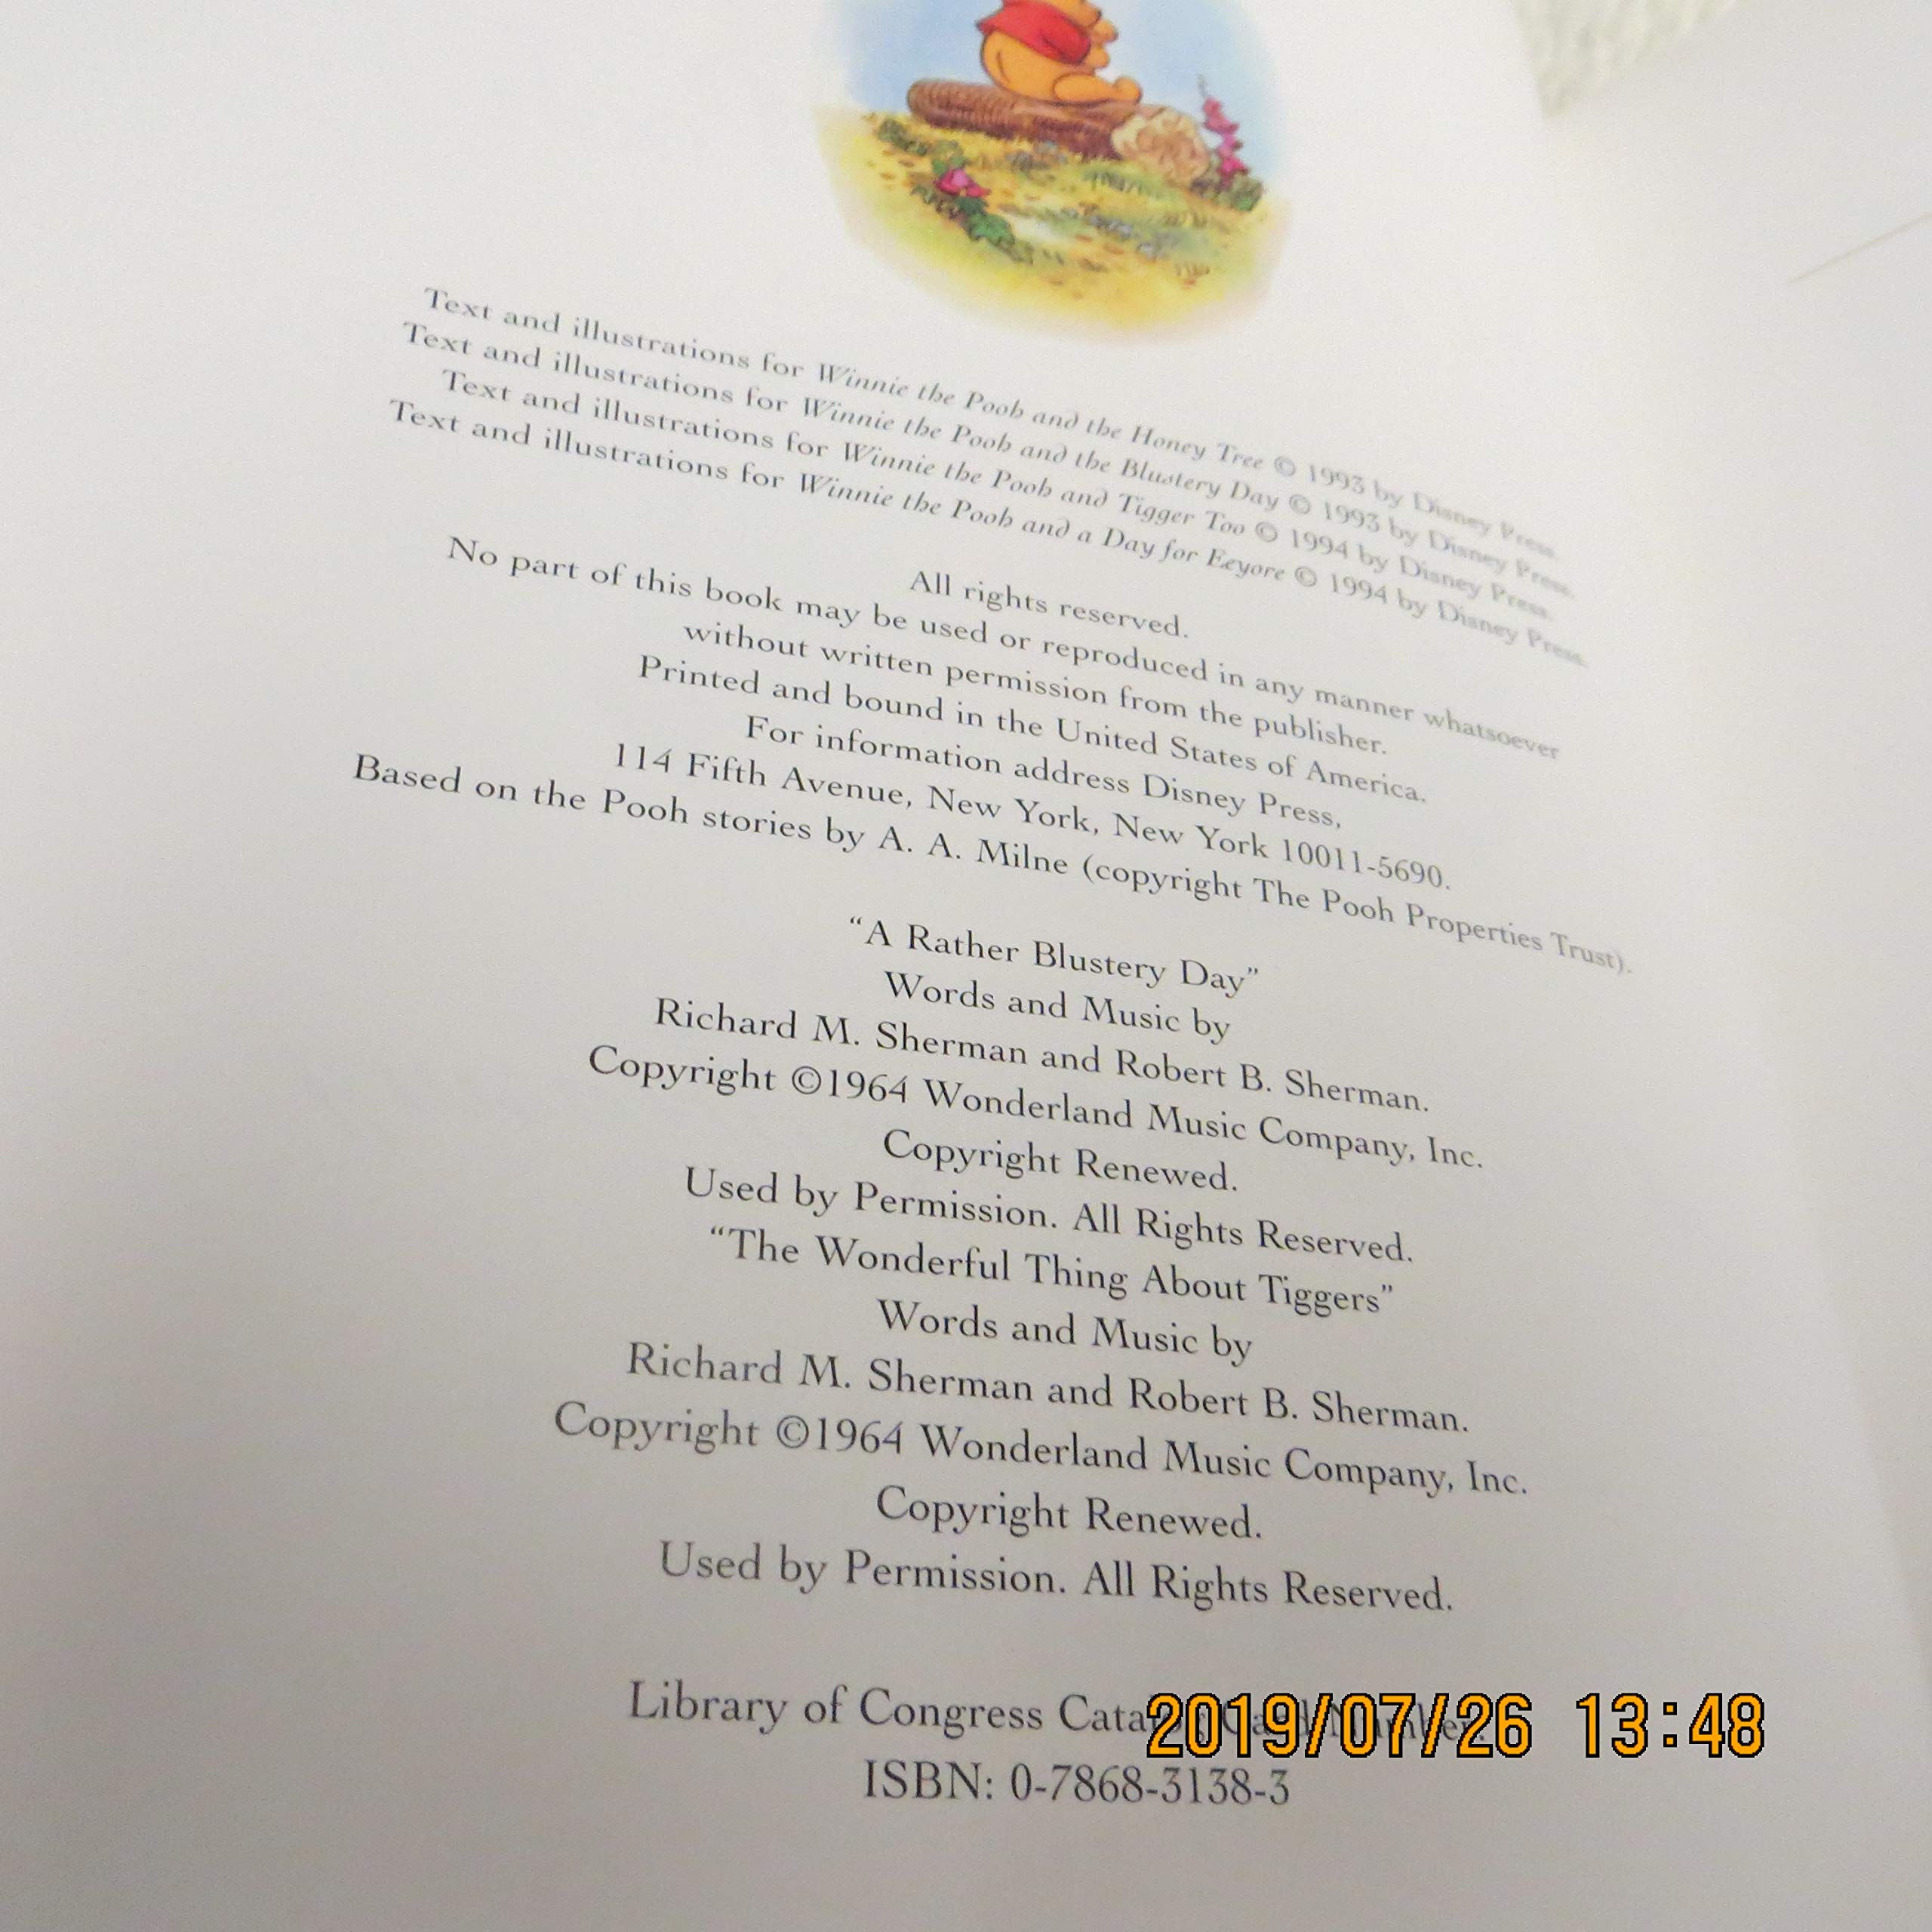 Text and illustrations for Winnie the Pooh and the Honey Tree © 1993 by Disney Press.
Text and illustrations for Winnie the Pooh and the Blustery Day © 1993 by Disney Press.
Text and illustrations for Winnie the Pooh and Tigger Too © 1994 by Disney Press.
Text and illustrations for Winnie the Pooh and a Day for Eeyore © 1994 by Disney Press.
All rights reserved.
No part of this book may be used or reproduced in any manner whatsoever
without written permission from the publisher.
Printed and bound in the United States of America.
For information address Disney Press,
114 Fifth Avenue, New York, New York 10011-5690.
Based on the Pooh stories by A. A. Milne (copyright The Pooh Properties Trust).
“A Rather Blustery Day”
Words and Music by
Richard M. Sherman and Robert B. Sherman.
Copyright ©1964 Wonderland Music Company, Inc.
Copyright Renewed.
Used by Permission. All Rights Reserved.
“The Wonderful Thing About Tiggers”
Words and Music by
Richard M. Sherman and Robert B. Sherman.
Copyright ©1964 Wonderland Music Company, Inc.
Copyright Renewed.
Used by Permission. All Rights Reserved.
Library of Congress
2019/07/26 13:48
ISBN: 0-7868-3138-3